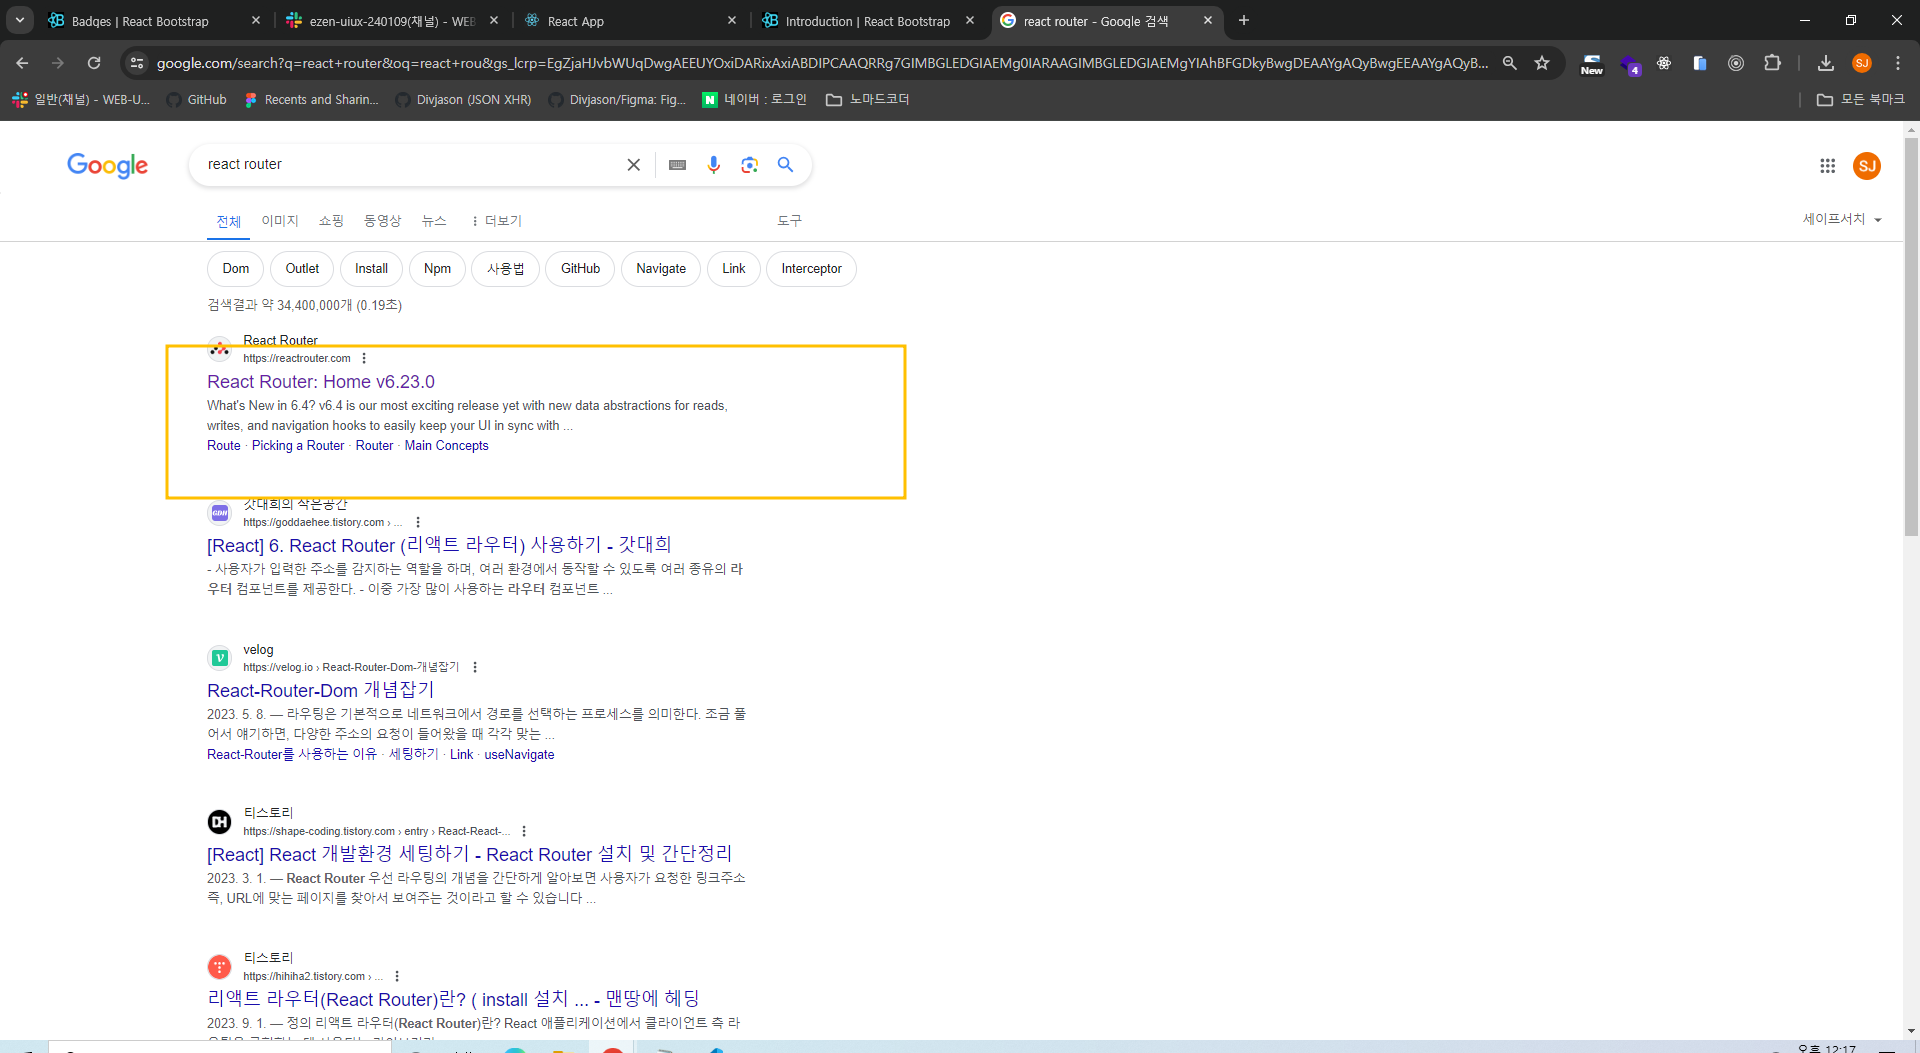 Badges | React Bootstrap
ezen-uiux-240109(채널) - WEB
React App
Introduction | React Bootstrap
react router - Google 검색
google.com/search?q=react+router&oq=react+rou&gs_lcrp=EgZjaHJvbWUqDwgAEEUYOxiDARixAxiABDIPCAAQRRg7GIMBGLEDGIAEMg0IARAAGIMBGLEDGIAEMgYIAhBFGDkyBwgDEAAYgAQyBwgEEAAYgAQyB...
New
4
SJ
일반(채널) - WEB-U...
GitHub
Recents and Sharin...
Divjason (JSON XHR)
Divjason/Figma: Fig...
네이버 : 로그인
노마드코더
모든 북마크
Google
react router
SJ
전체
이미지
쇼핑
동영상
뉴스
더보기
도구
세이프서치
Dom
Outlet
Install
Npm
사용법
GitHub
Navigate
Link
Interceptor
검색결과 약 34,400,000개 (0.19초)
React Router
https://reactrouter.com
React Router: Home v6.23.0
What's New in 6.4? v6.4 is our most exciting release yet with new data abstractions for reads,
writes, and navigation hooks to easily keep your UI in sync with ...
Route · Picking a Router · Router · Main Concepts
갓대희의 작은공간
GDH
https://goddaehee.tistory.com › ...
[React] 6. React Router (리액트 라우터) 사용하기 - 갓대희
- 사용자가 입력한 주소를 감지하는 역할을 하며, 여러 환경에서 동작할 수 있도록 여러 종유의 라
우터 컴포넌트를 제공한다. - 이중 가장 많이 사용하는 라우터 컴포넌트 ...
velog
https://velog.io › React-Router-Dom-개념잡기
React-Router-Dom 개념잡기
2023. 5. 8. — 라우팅은 기본적으로 네트워크에서 경로를 선택하는 프로세스를 의미한다. 조금 풀
어서 얘기하면, 다양한 주소의 요청이 들어왔을 때 각각 맞는 ...
React-Router를 사용하는 이유 · 세팅하기 · Link · useNavigate
티스토리
DH
https://shape-coding.tistory.com › entry › React-React-...
[React] React 개발환경 세팅하기 - React Router 설치 및 간단정리
2023. 3. 1. — React Router 우선 라우팅의 개념을 간단하게 알아보면 사용자가 요청한 링크주소
즉, URL에 맞는 페이지를 찾아서 보여주는 것이라고 할 수 있습니다 ...
티스토리
https://hihiha2.tistory.com › ...
리액트 라우터(React Router)란? ( install 설치 ... - 맨땅에 헤딩
2023. 9. 1. — 정의 리액트 라우터(React Router)란? React 애플리케이션에서 클라이언트 측 라
오후 12:17